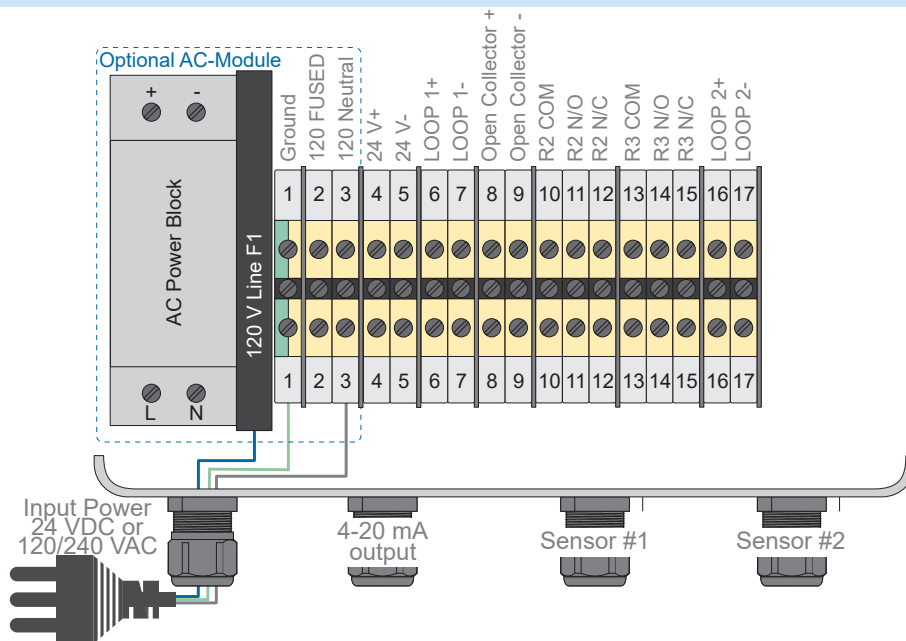 Optional AC-Module
+ -
AC Power Block
L N
120 V Line F1
Ground
120 FUSED
120 Neutral
24 V+
24 V-
LOOP 1+
LOOP 1-
Open Collector +
Open Collector -
R2 COM
R2 N/O
R2 N/C
R3 COM
R3 N/O
R3 N/C
LOOP 2+
LOOP 2-
1 2 3 4 5 6 7 8 9 10 11 12 13 14 15 16 17
1 2 3 4 5 6 7 8 9 10 11 12 13 14 15 16 17
Input Power
24 VDC or
120/240 VAC
4-20 mA
output
Sensor #1
Sensor #2